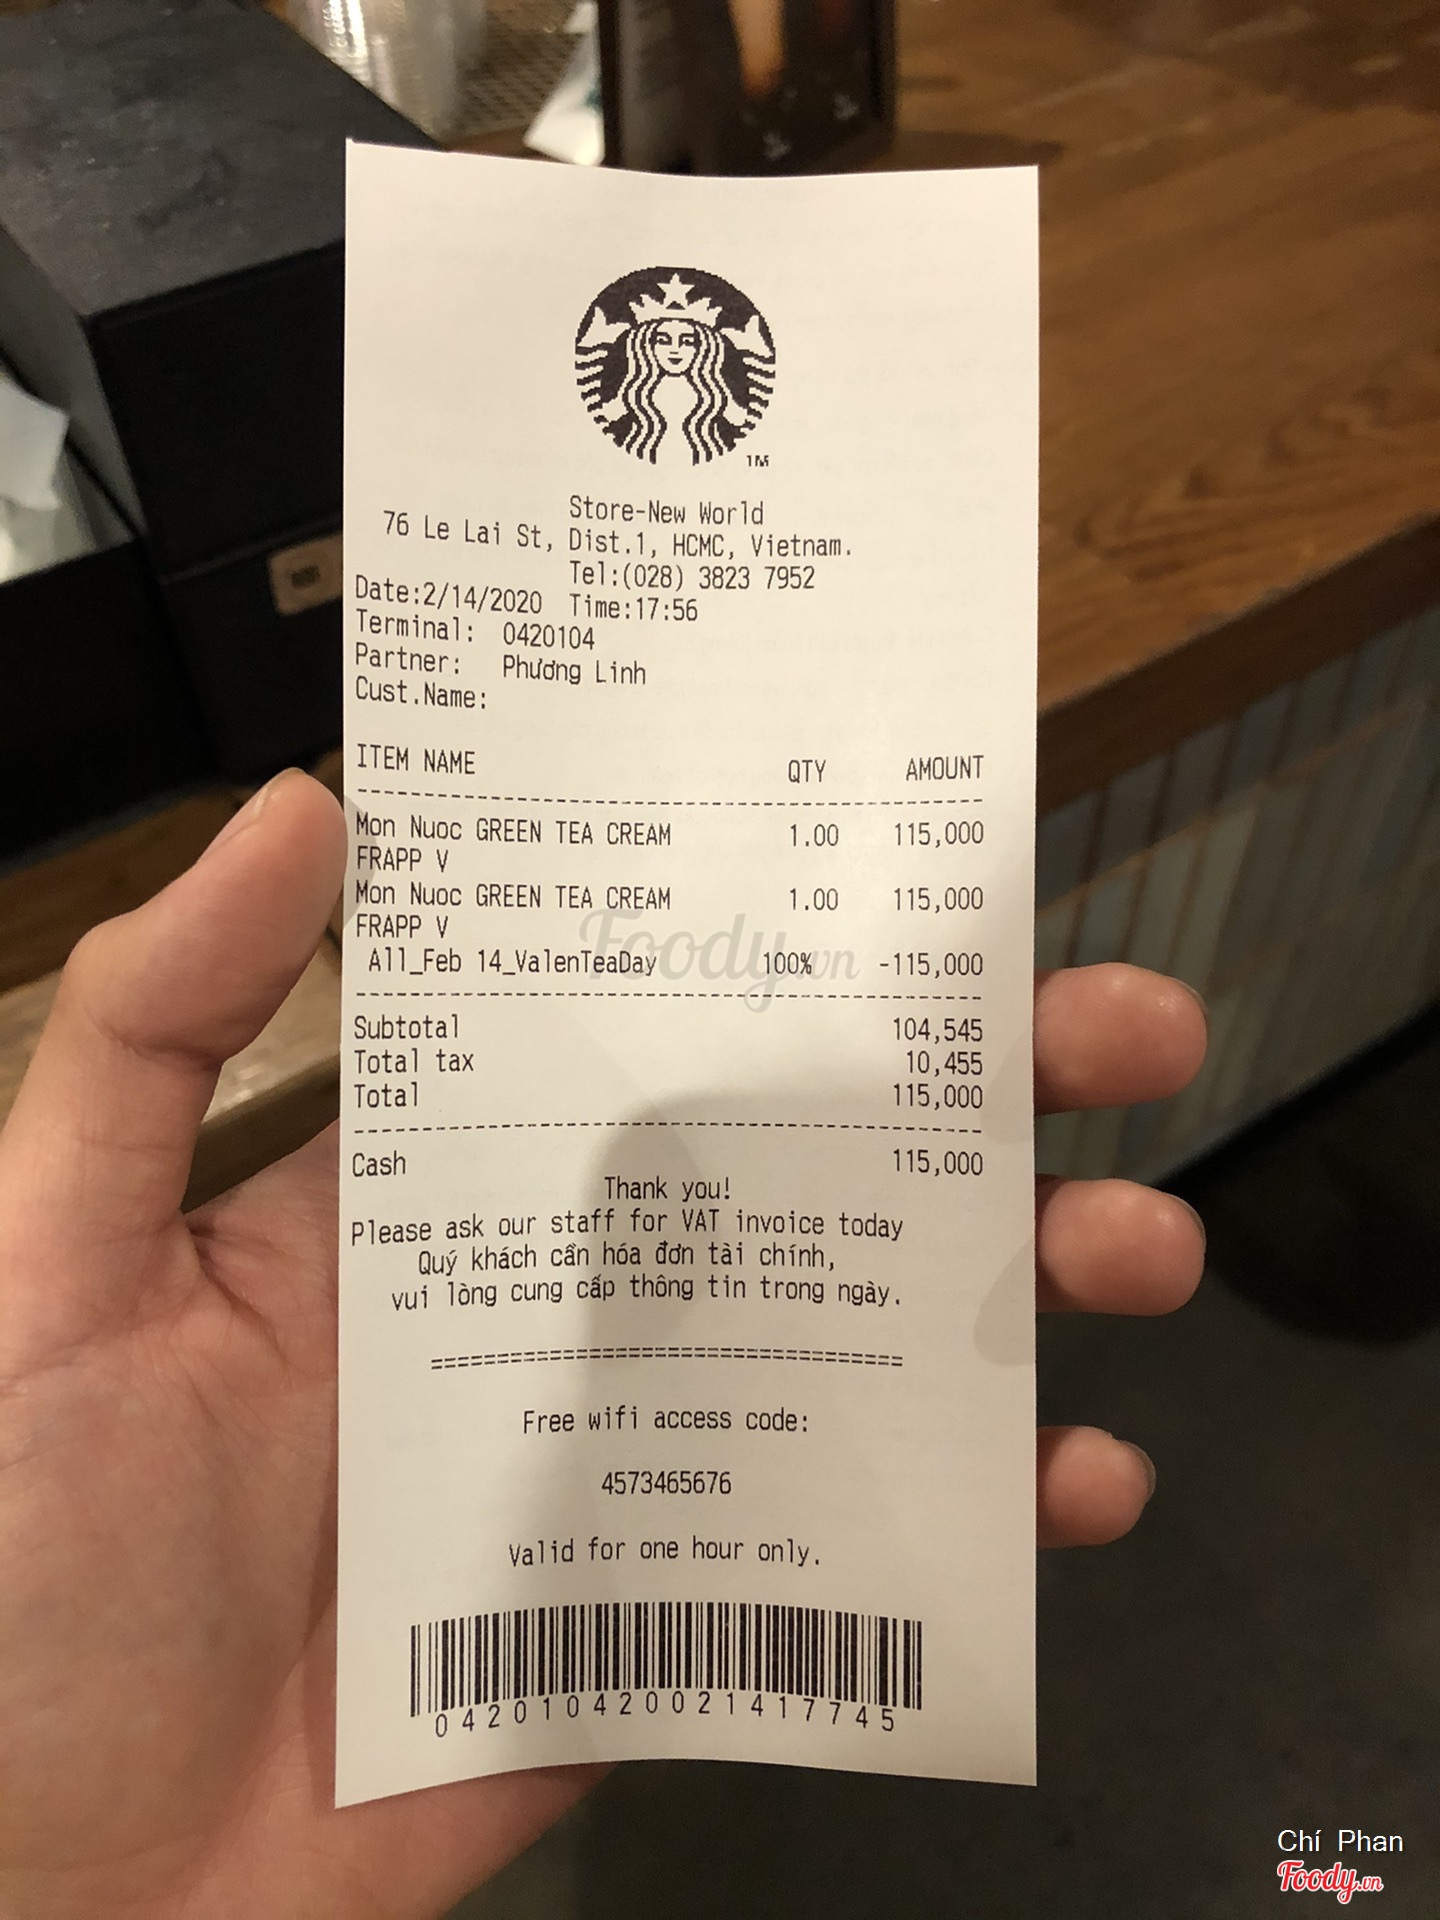 TM
Store-New World
76 Le Lai St, Dist.1, HCMC, Vietnam.
Tel:(028) 3823 7952
Date:2/14/2020 Time:17:56
Terminal: 0420104
Partner: Phương Linh
Cust.Name:
ITEM NAME QTY AMOUNT
Mon Nuoc GREEN TEA CREAM 1.00 115,000
FRAPP V
Mon Nuoc GREEN TEA CREAM 1.00 115,000
FRAPP V
All_Feb 14_ValenTeaDay 100% -115,000
Foody.vn
Subtotal 104,545
Total tax 10,455
Total 115,000
Cash 115,000
Thank you!
Please ask our staff for VAT invoice today
Quý khách cần hóa đơn tài chính,
vui lòng cung cấp thông tin trong ngày.
===================================
Free wifi access code:
4573465676
Valid for one hour only.
042010420021417745
Chí Phan
Foody.vn